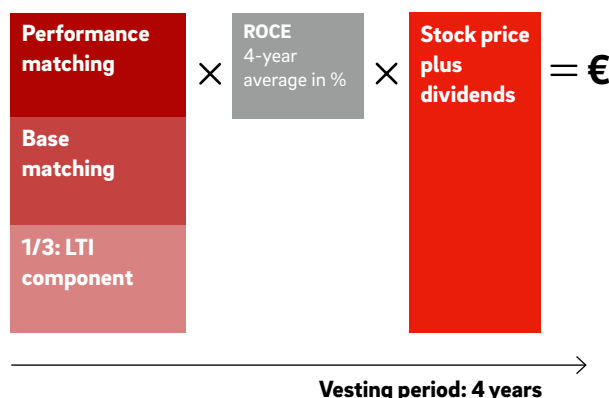 Performance
matching
Base
matching
1/3: LTI
component
×
ROCE
4-year
average in %
×
Stock price
plus
dividends
= €
Vesting period: 4 years